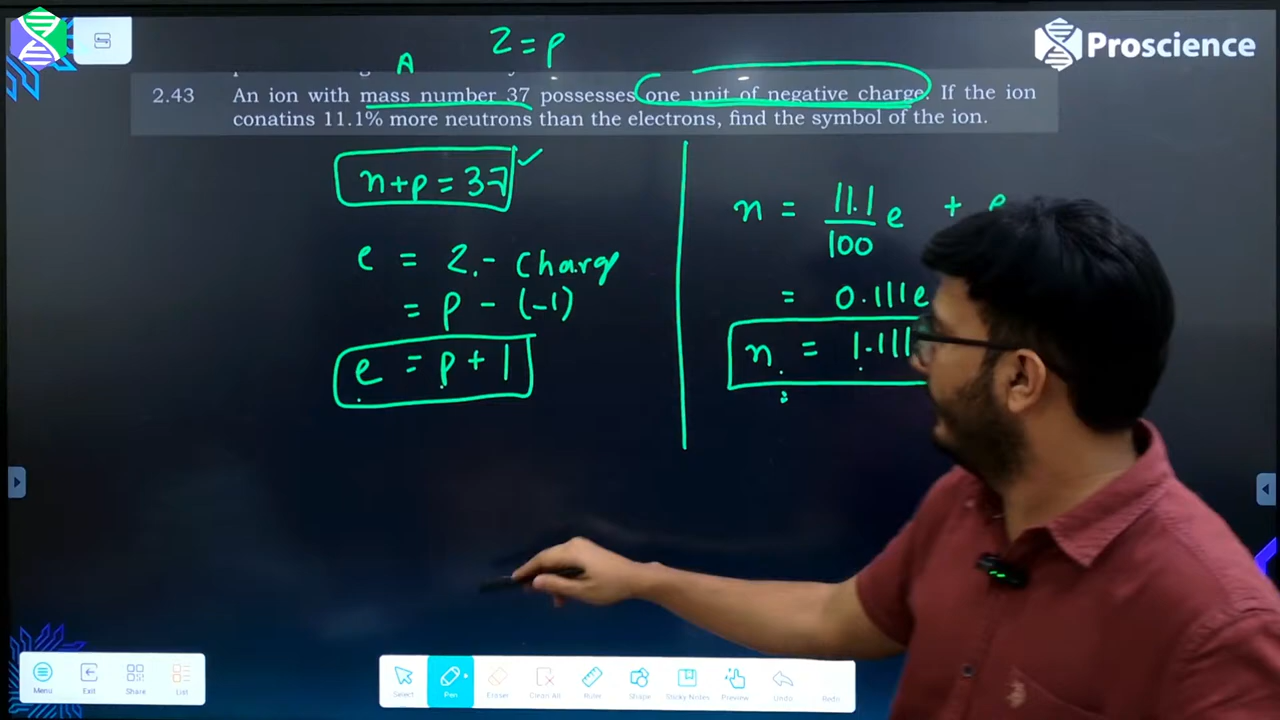 Z = p
A
Proscience
2.43 An ion with mass number 37 possesses one unit of negative charge. If the ion
conatins 11.1% more neutrons than the electrons, find the symbol of the ion.
n+p = 37 ✓
e = Z - Charge
= p - (-1)
e = p + 1
n = 11.1/100 e + e
= 0.111e
n = 1.111
Menu Exit Share List
Select Pen Eraser Clean All Ruler Shape Sticky Notes Preview Undo Redo